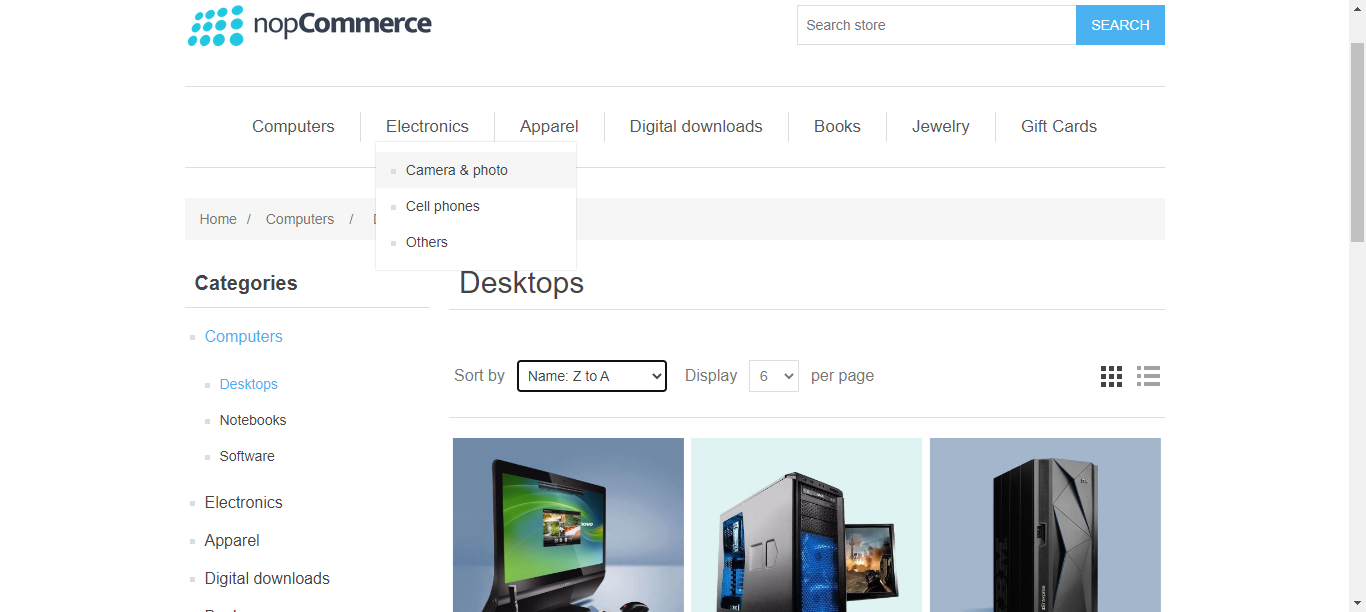 nopCommerce
Search store
SEARCH
Computers
Electronics
Apparel
Digital downloads
Books
Jewelry
Gift Cards
Camera & photo
Cell phones
Others
Home / Computers /
Categories
Computers
Desktops
Notebooks
Software
Electronics
Apparel
Digital downloads
Desktops
Sort by Name: Z to A Display 6 per page